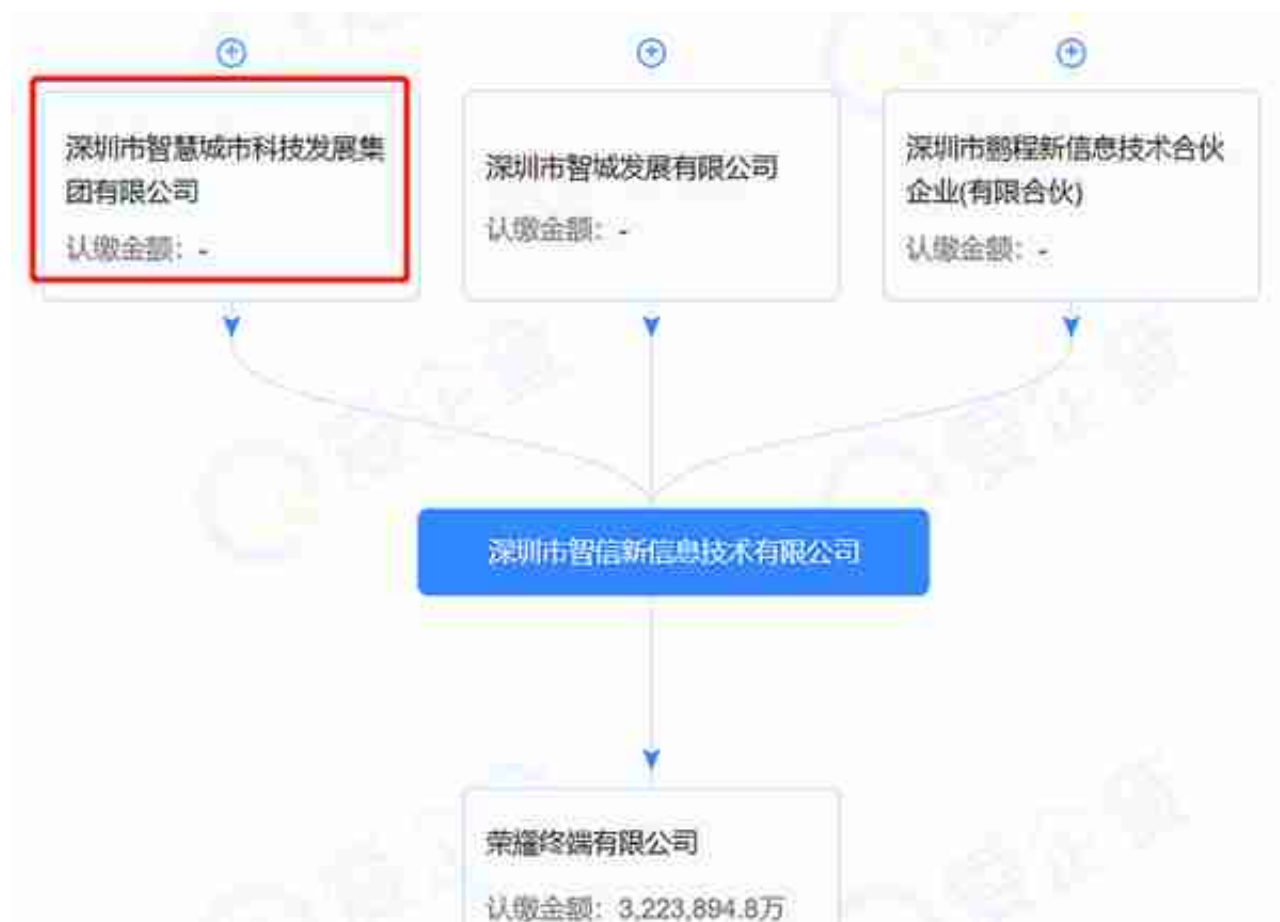 深圳市智慧城市科技发展集
团有限公司
认缴金额：-
深圳市智城发展有限公司
认缴金额：-
深圳市鹏程新信息技术合伙
企业(有限合伙)
认缴金额：-
深圳市智信新信息技术有限公司
荣耀终端有限公司
认缴金额：3,223,894.8万